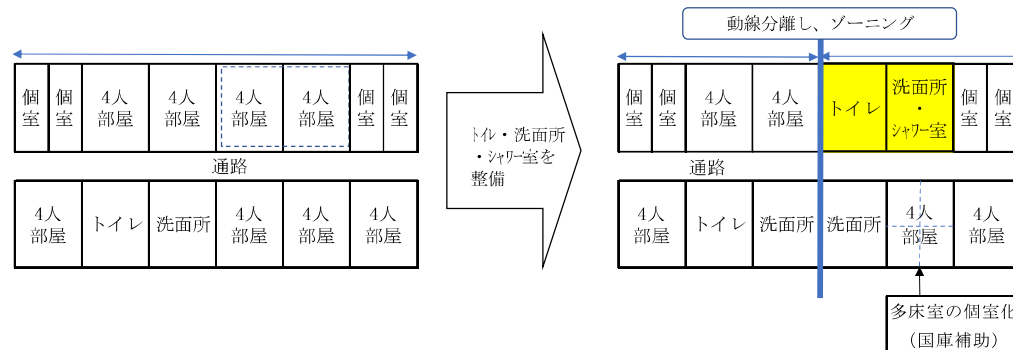 動線分離し、ゾーニング
個室
個室
4人部屋
4人部屋
4人部屋
4人部屋
個室
個室
通路
4人部屋
トイレ
洗面所
4人部屋
4人部屋
4人部屋
トイレ・洗面所
・シャワー室を
整備
個室
個室
4人部屋
4人部屋
トイレ
洗面所
・
シャワー室
個室
個室
通路
4人部屋
トイレ
洗面所
洗面所
4人部屋
4人部屋
多床室の個室化
(国庫補助)